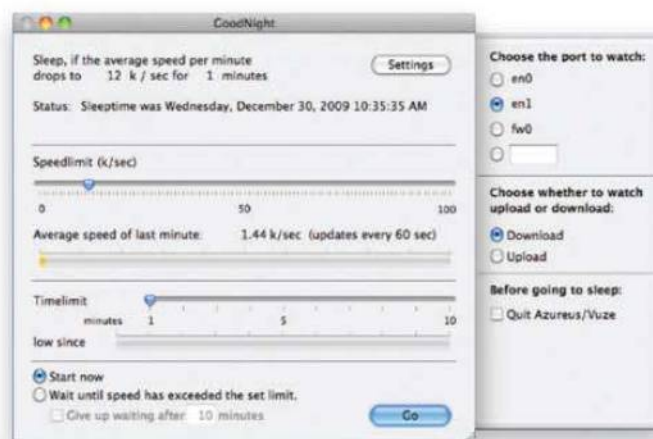 GoodNight
Sleep, if the average speed per minute
drops to 12 k / sec for 1 minutes
Settings
Status: Sleeptime was Wednesday, December 30, 2009 10:35:35 AM
Speedlimit (k/sec)
0 50 100
Average speed of last minute: 1.44 k/sec (updates every 60 sec)
Timelimit
minutes 1 5 10
low since
Start now
Wait until speed has exceeded the set limit.
Give up waiting after 10 minutes
Go
Choose the port to watch:
en0
en1
fw0
Choose whether to watch
upload or download:
Download
Upload
Before going to sleep:
Quit Azureus/Vuze